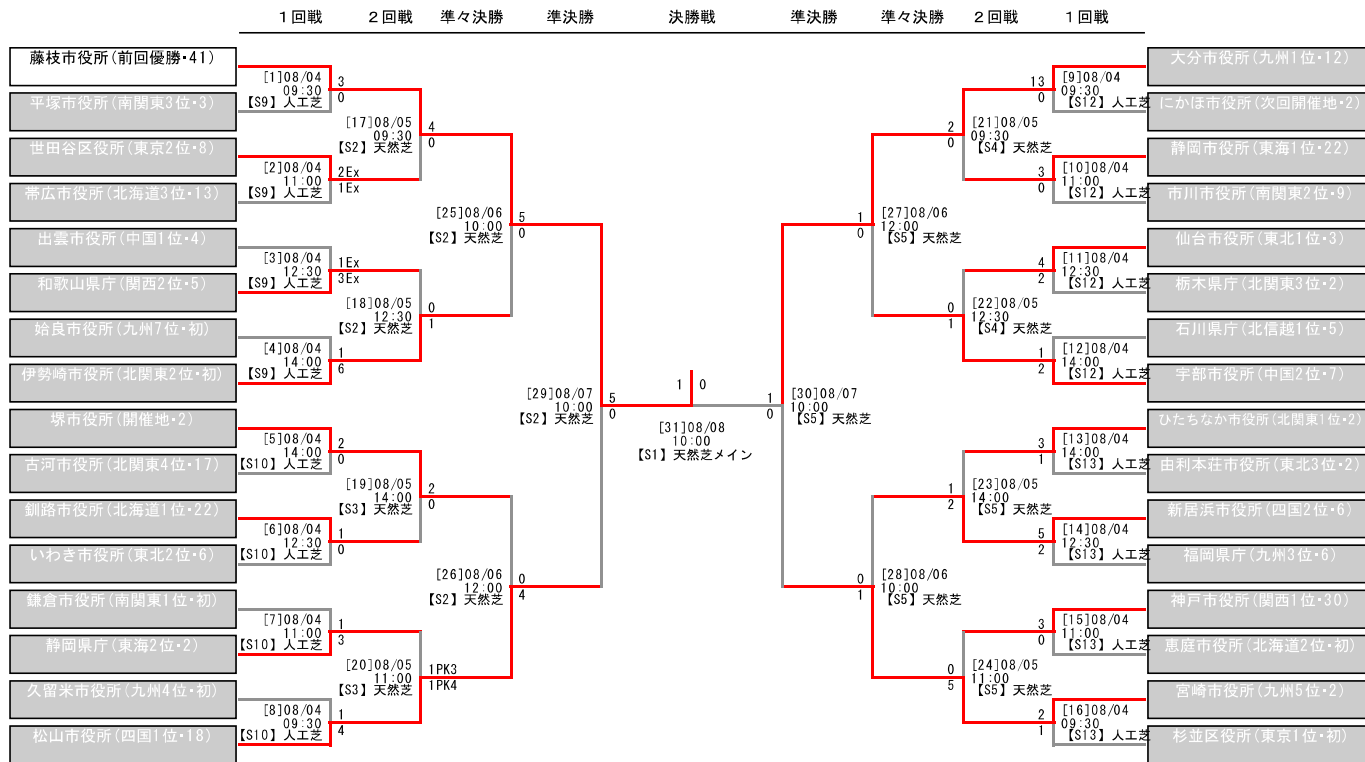 1回戦 2回戦 準々決勝 準決勝 決勝戦 準決勝 準々決勝 2回戦 1回戦
藤枝市役所(前回優勝・41)
平塚市役所(南関東3位・3)
世田谷区役所(東京2位・8)
帯広市役所(北海道3位・13)
出雲市役所(中国1位・4)
和歌山県庁(関西2位・5)
姶良市役所(九州7位・初)
伊勢崎市役所(北関東2位・初)
堺市役所(開催地・2)
古河市役所(北関東4位・17)
釧路市役所(北海道1位・22)
いわき市役所(東北2位・6)
鎌倉市役所(南関東1位・初)
静岡県庁(東海2位・2)
久留米市役所(九州4位・初)
松山市役所(四国1位・18)
[1]08/04
09:30
【S9】人工芝
3
0
[2]08/04
11:00
【S9】人工芝
2Ex
1Ex
[3]08/04
12:30
【S9】人工芝
1Ex
3Ex
[4]08/04
14:00
【S9】人工芝
1
6
[5]08/04
14:00
【S10】人工芝
2
0
[6]08/04
12:30
【S10】人工芝
1
0
[7]08/04
11:00
【S10】人工芝
1
3
[8]08/04
09:30
【S10】人工芝
1
4
[17]08/05
09:30
【S2】天然芝
4
0
[18]08/05
12:30
【S2】天然芝
0
1
[19]08/05
14:00
【S3】天然芝
2
0
[20]08/05
11:00
【S3】天然芝
1PK3
1PK4
[25]08/06
10:00
【S2】天然芝
5
0
[26]08/06
12:00
【S2】天然芝
0
4
[29]08/07
10:00
【S2】天然芝
5
0
1 0
[31]08/08
10:00
【S1】天然芝メイン
1
0
[30]08/07
10:00
【S5】天然芝
1
0
[27]08/06
12:00
【S5】天然芝
0
1
[28]08/06
10:00
【S5】天然芝
2
0
[21]08/05
09:30
【S4】天然芝
0
1
[22]08/05
12:30
【S4】天然芝
1
2
[23]08/05
14:00
【S5】天然芝
0
5
[24]08/05
11:00
【S5】天然芝
13
0
[9]08/04
09:30
【S12】人工芝
3
0
[10]08/04
11:00
【S12】人工芝
4
2
[11]08/04
12:30
【S12】人工芝
1
2
[12]08/04
14:00
【S12】人工芝
3
1
[13]08/04
14:00
【S13】人工芝
5
2
[14]08/04
12:30
【S13】人工芝
3
0
[15]08/04
11:00
【S13】人工芝
2
1
[16]08/04
09:30
【S13】人工芝
大分市役所(九州1位・12)
にかほ市役所(次回開催地・2)
静岡市役所(東海1位・22)
市川市役所(南関東2位・9)
仙台市役所(東北1位・3)
栃木県庁(北関東3位・2)
石川県庁(北信越1位・5)
宇部市役所(中国2位・7)
ひたちなか市役所(北関東1位・2)
由利本荘市役所(東北3位・2)
新居浜市役所(四国2位・6)
福岡県庁(九州3位・6)
神戸市役所(関西1位・30)
恵庭市役所(北海道2位・初)
宮崎市役所(九州5位・2)
杉並区役所(東京1位・初)